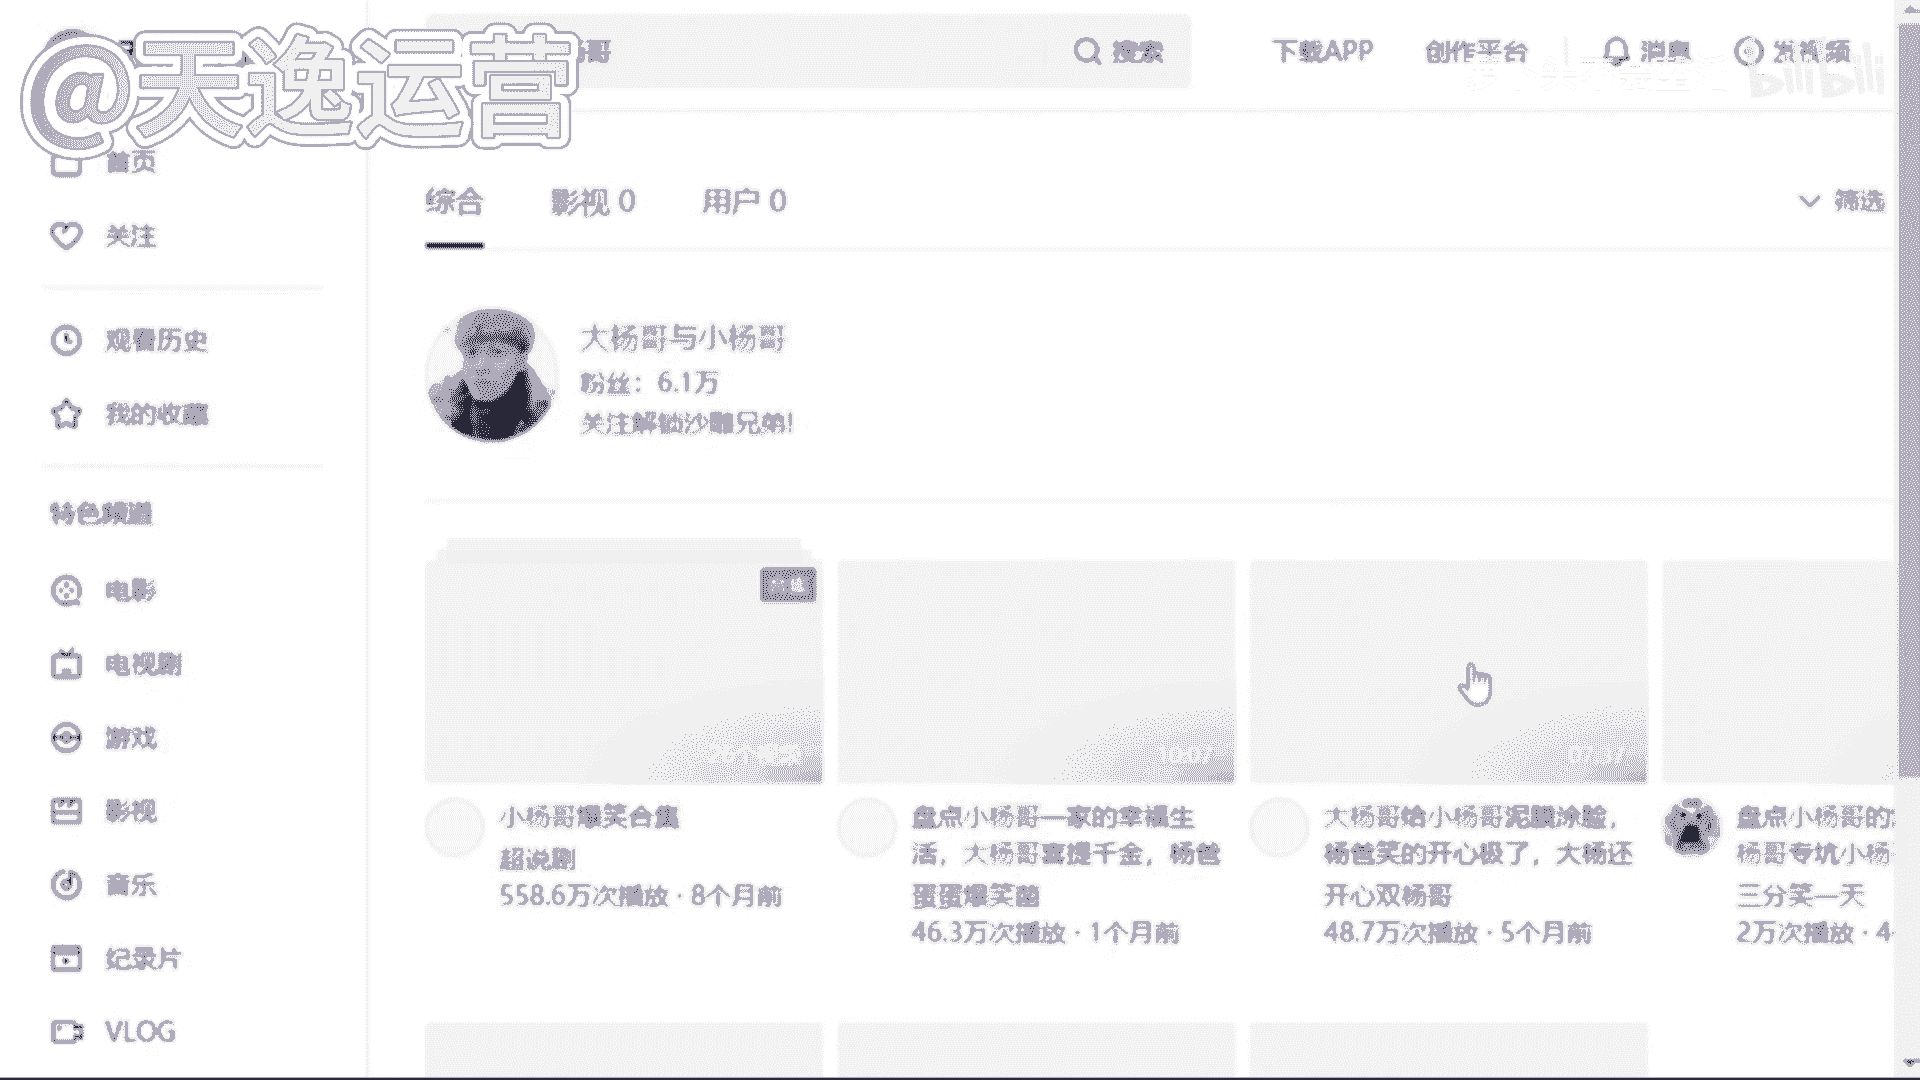 @天逸运营
哥
搜索
下载APP
创作平台
消息
发视频
bilibili
首页
关注
观看历史
我的收藏
特色频道
电影
电视剧
游戏
影视
音乐
纪录片
VLOG
综合
影视 0
用户 0
筛选
大杨哥与小杨哥
粉丝：6.1万
关注解锁沙雕兄弟!
26个视频
小杨哥爆笑合集
超说剧
558.6万次播放 · 8个月前
10:07
盘点小杨哥一家的幸福生
活，大杨哥喜提千金，杨爸
蛋蛋爆笑菌
46.3万次播放 · 1个月前
07:37
大杨哥给小杨哥泥膜涂脸，
杨爸笑的开心极了，大杨还
开心双杨哥
48.7万次播放 · 5个月前
盘点小杨哥的
杨哥专坑小杨
三分笑一天
2万次播放 · 4